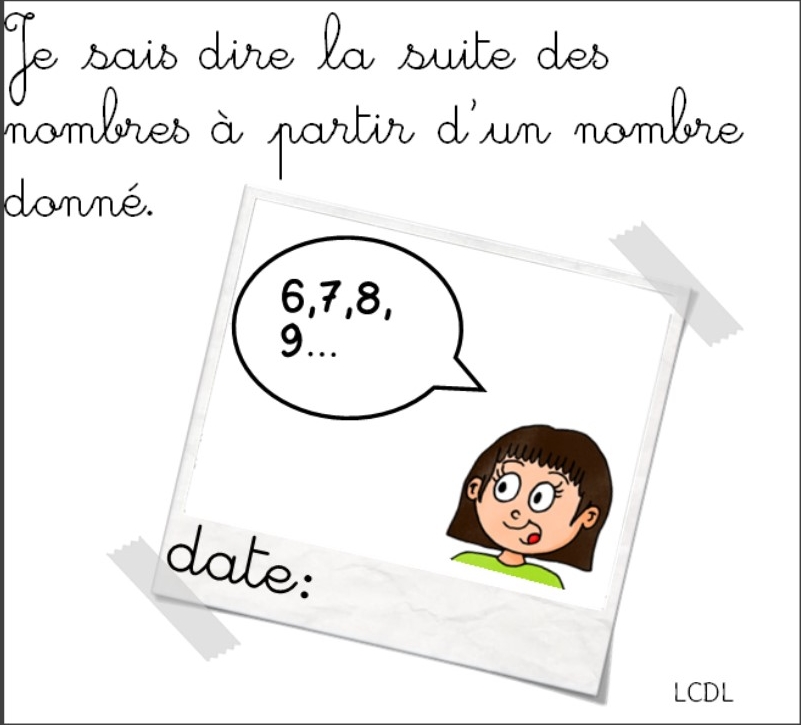 Je sais dire la suite des
nombres à partir d'un nombre
donné.
6,7,8,
9...
date:
LCDL